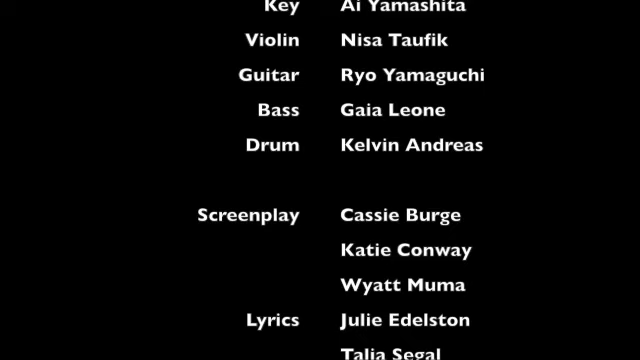 Key Ai Yamashita
Violin Nisa Taufik
Guitar Ryo Yamaguchi
Bass Gaia Leone
Drum Kelvin Andreas
Screenplay Cassie Burge
Katie Conway
Wyatt Muma
Lyrics Julie Edelston
Talia Segal